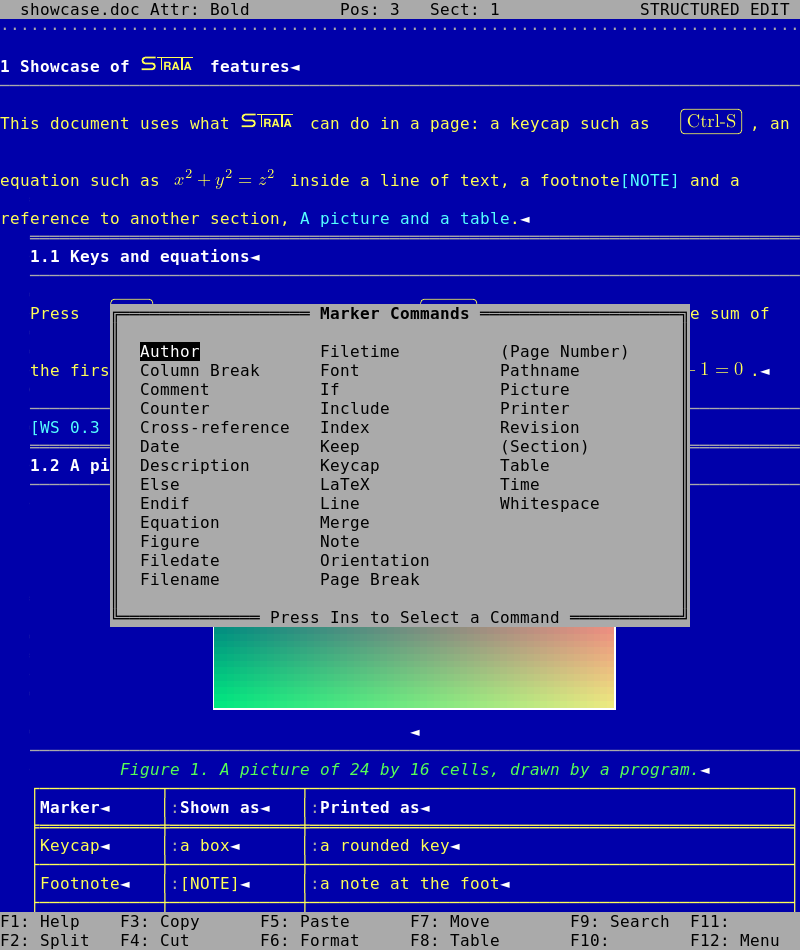 showcase.doc Attr: Bold Pos: 3 Sect: 1 STRUCTURED EDIT
1 Showcase of STRATA features◄
This document uses what STRATA can do in a page: a keycap such as Ctrl-S , an
equation such as x² + y² = z² inside a line of text, a footnote[NOTE] and a
reference to another section, A picture and a table.◄
1.1 Keys and equations◄
Press e sum of
the firs − 1 = 0 .◄
[WS 0.3
1.2 A pi
Marker Commands
Author Filetime (Page Number)
Column Break Font Pathname
Comment If Picture
Counter Include Printer
Cross-reference Index Revision
Date Keep (Section)
Description Keycap Table
Else LaTeX Time
Endif Line Whitespace
Equation Merge
Figure Note
Filedate Orientation
Filename Page Break
Press Ins to Select a Command
◄
Figure 1. A picture of 24 by 16 cells, drawn by a program.◄
Marker◄ :Shown as◄ :Printed as◄
Keycap◄ :a box◄ :a rounded key◄
Footnote◄ :[NOTE]◄ :a note at the foot◄
F1: Help F3: Copy F5: Paste F7: Move F9: Search F11:
F2: Split F4: Cut F6: Format F8: Table F10: F12: Menu